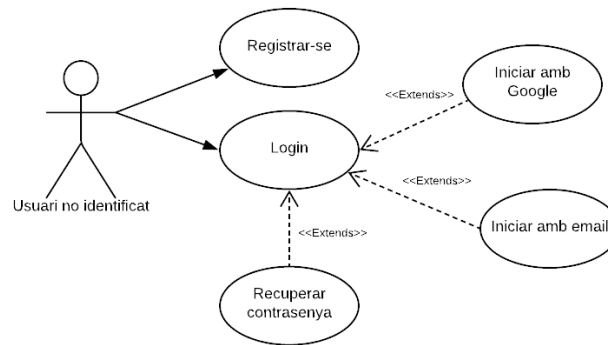 Registrar-se
<<Extends>>
Iniciar amb
Google
Login
<<Extends>>
Usuari no identificat
Iniciar amb email
<<Extends>>
Recuperar
contrasenya